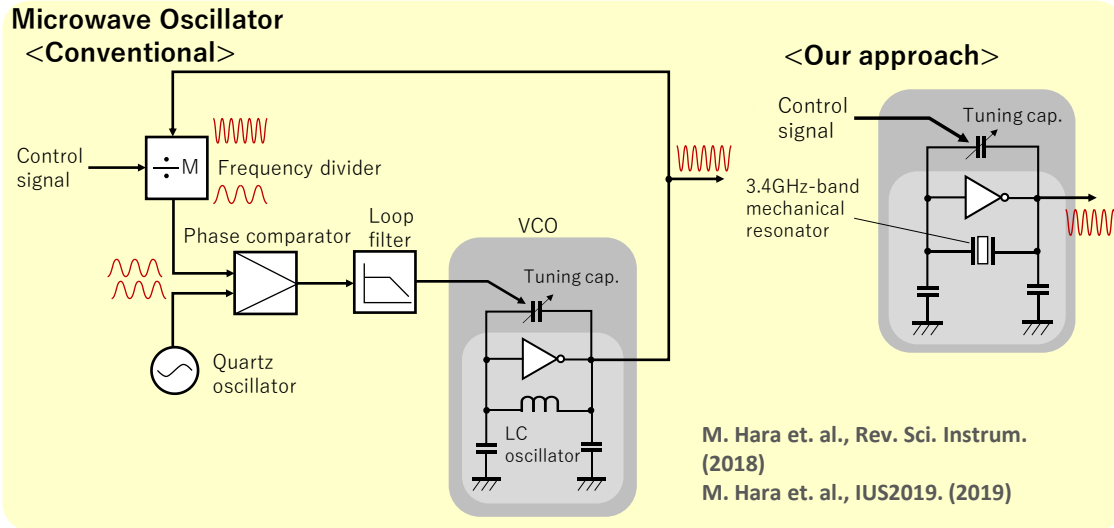 Microwave Oscillator
<Conventional>
Control
signal
÷M
Frequency divider
Phase comparator
Loop
filter
VCO
Tuning cap.
Quartz
oscillator
LC
oscillator
<Our approach>
Control
signal
Tuning cap.
3.4GHz-band
mechanical
resonator
M. Hara et. al., Rev. Sci. Instrum.
(2018)
M. Hara et. al., IUS2019. (2019)